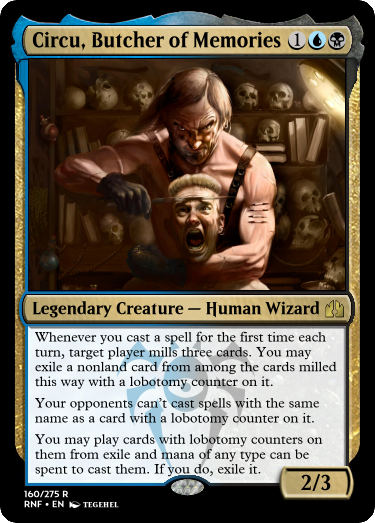 Circu, Butcher of Memories 1
Legendary Creature — Human Wizard
Whenever you cast a spell for the first time each
turn, target player mills three cards. You may
exile a nonland card from among the cards milled
this way with a lobotomy counter on it.
Your opponents can't cast spells with the same
name as a card with a lobotomy counter on it.
You may play cards with lobotomy counters on
them from exile and mana of any type can be
spent to cast them. If you do, exile it.
2/3
160/275 R
RNF • EN TEGEHEL